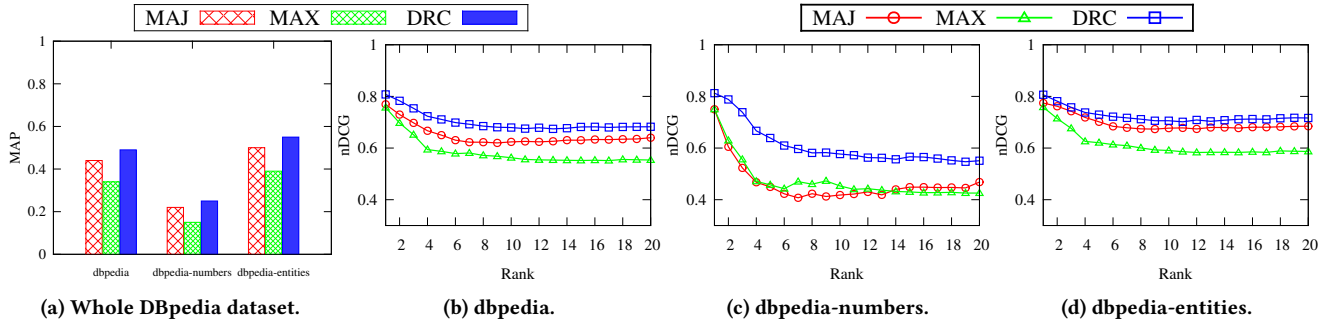 MAJ MAX DRC
MAP
1
0.8
0.6
0.4
0.2
0
dbpedia dbpedia-numbers dbpedia-entities
(a) Whole DBpedia dataset.
nDCG
1
0.8
0.6
0.4
2 4 6 8 10 12 14 16 18 20
Rank
(b) dbpedia.
MAJ MAX DRC
nDCG
1
0.8
0.6
0.4
2 4 6 8 10 12 14 16 18 20
Rank
(c) dbpedia-numbers.
nDCG
1
0.8
0.6
0.4
2 4 6 8 10 12 14 16 18 20
Rank
(d) dbpedia-entities.